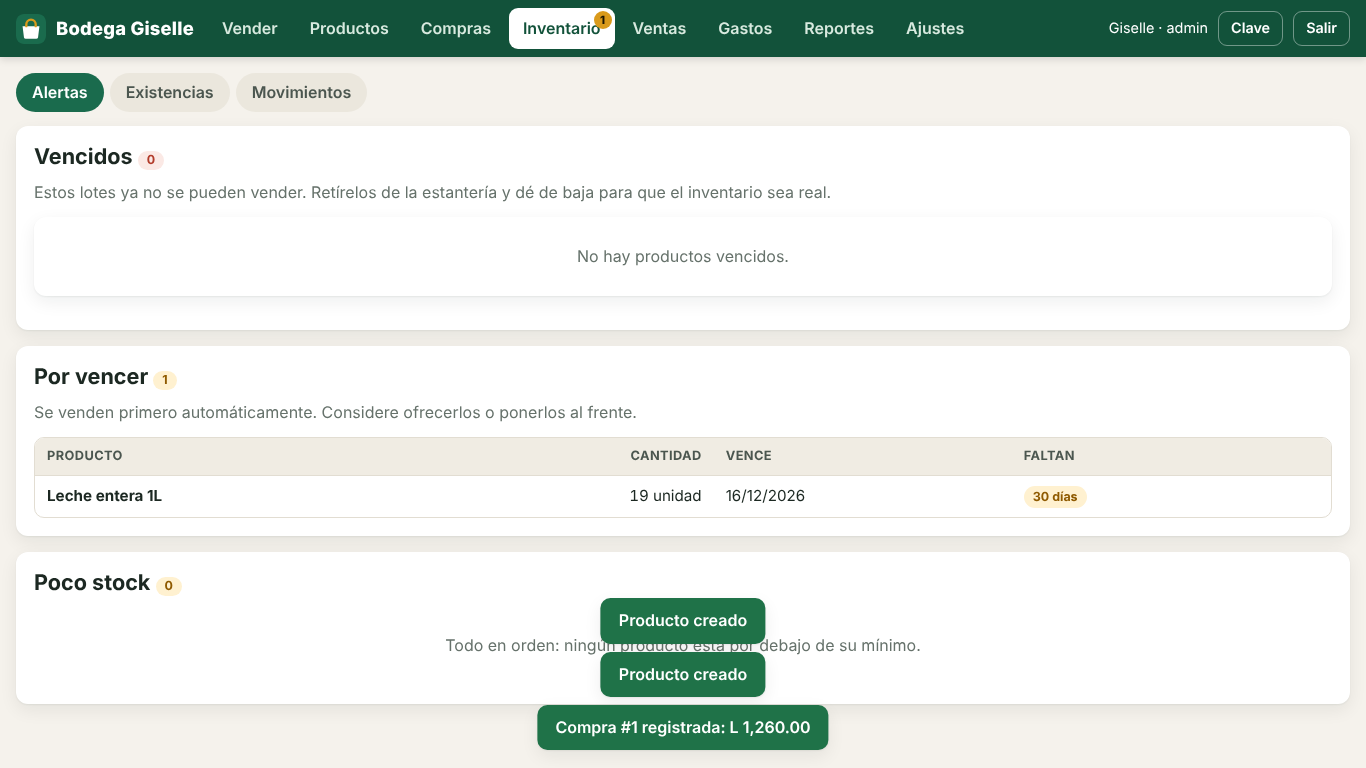 Bodega Giselle Vender Productos Compras Inventario 1 Ventas Gastos Reportes Ajustes Giselle · admin Clave Salir
Alertas Existencias Movimientos
Vencidos 0
Estos lotes ya no se pueden vender. Retírelos de la estantería y dé de baja para que el inventario sea real.
No hay productos vencidos.
Por vencer 1
Se venden primero automáticamente. Considere ofrecerlos o ponerlos al frente.
PRODUCTO CANTIDAD VENCE FALTAN
Leche entera 1L 19 unidad 16/12/2026 30 días
Poco stock 0
Producto creado
Todo en orden: ningún producto está por debajo de su mínimo.
Producto creado
Compra #1 registrada: L 1,260.00